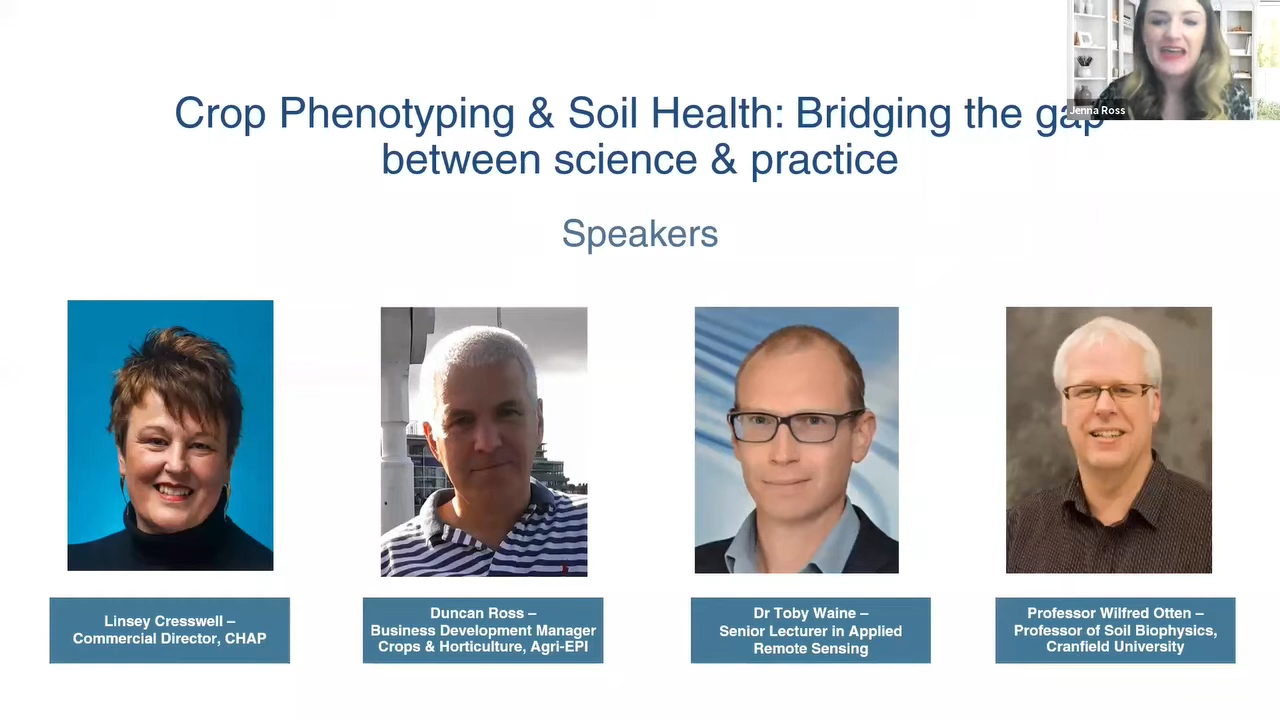 Crop Phenotyping & Soil Health: Bridging the gap
between science & practice
Jenna Ross
Speakers
Linsey Cresswell –
Commercial Director, CHAP
Duncan Ross –
Business Development Manager
Crops & Horticulture, Agri-EPI
Dr Toby Waine –
Senior Lecturer in Applied
Remote Sensing
Professor Wilfred Otten –
Professor of Soil Biophysics,
Cranfield University